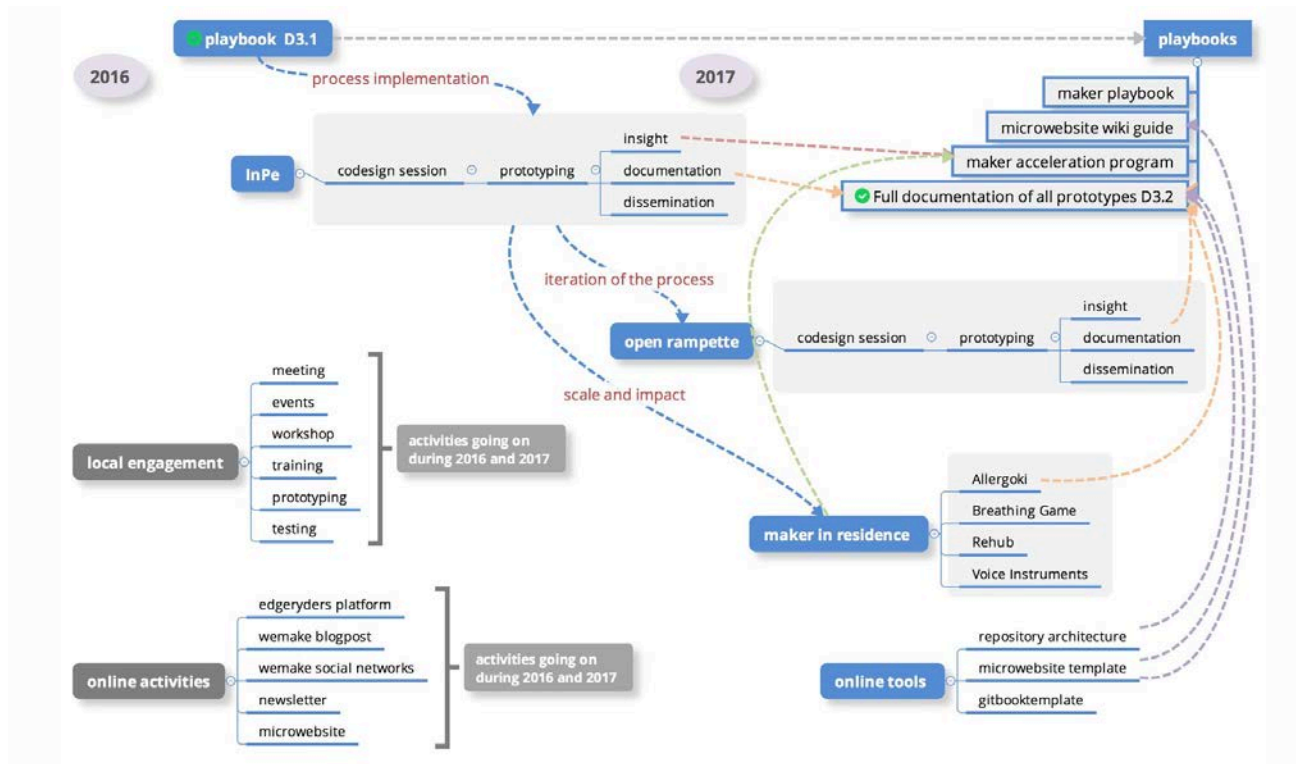 playbook D3.1
playbooks
2016
process implementation
2017
maker playbook
microwebsite wiki guide
maker acceleration program
Full documentation of all prototypes D3.2
InPe
codesign session
prototyping
insight
documentation
dissemination
iteration of the process
open rampette
codesign session
prototyping
insight
documentation
dissemination
scale and impact
local engagement
meeting
events
workshop
training
prototyping
testing
activities going on
during 2016 and 2017
maker in residence
Allergoki
Breathing Game
Rehub
Voice Instruments
online activities
edgeryders platform
wemake blogpost
wemake social networks
newsletter
microwebsite
activities going on
during 2016 and 2017
online tools
repository architecture
microwebsite template
gitbooktemplate